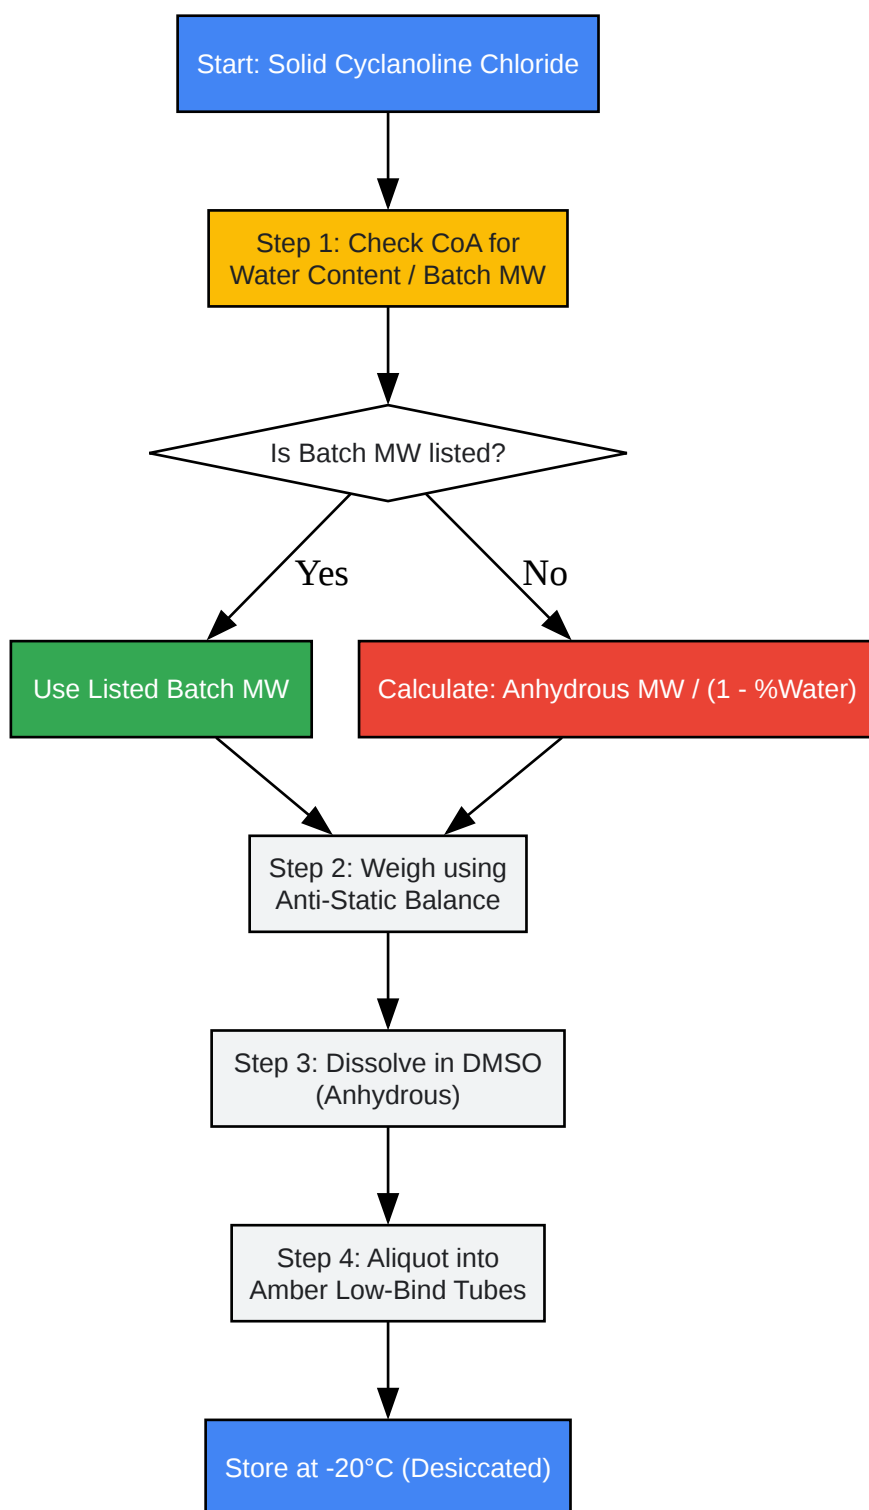 Start: Solid Cyclanoline Chloride
Step 1: Check CoA for
Water Content / Batch MW
Is Batch MW listed?
Yes
No
Use Listed Batch MW
Calculate: Anhydrous MW / (1 - %Water)
Step 2: Weigh using
Anti-Static Balance
Step 3: Dissolve in DMSO
(Anhydrous)
Step 4: Aliquot into
Amber Low-Bind Tubes
Store at -20°C (Desiccated)